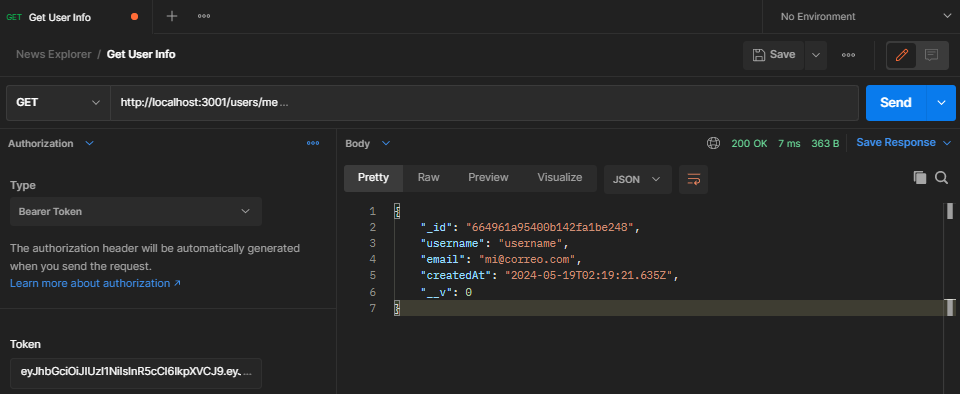 GET Get User Info
No Environment
News Explorer / Get User Info
Save
GET
http://localhost:3001/users/me ...
Send
Authorization
Body
200 OK 7 ms 363 B Save Response
Type
Bearer Token
The authorization header will be automatically generated
when you send the request.
Learn more about authorization ↗
Token
eyJhbGciOiJIUzI1NiIsInR5cCI6IkpXVCJ9.eyJ...
Pretty Raw Preview Visualize JSON
1 {
2 "_id": "664961a95400b142fa1be248",
3 "username": "username",
4 "email": "mi@correo.com",
5 "createdAt": "2024-05-19T02:19:21.635Z",
6 "__v": 0
7 }